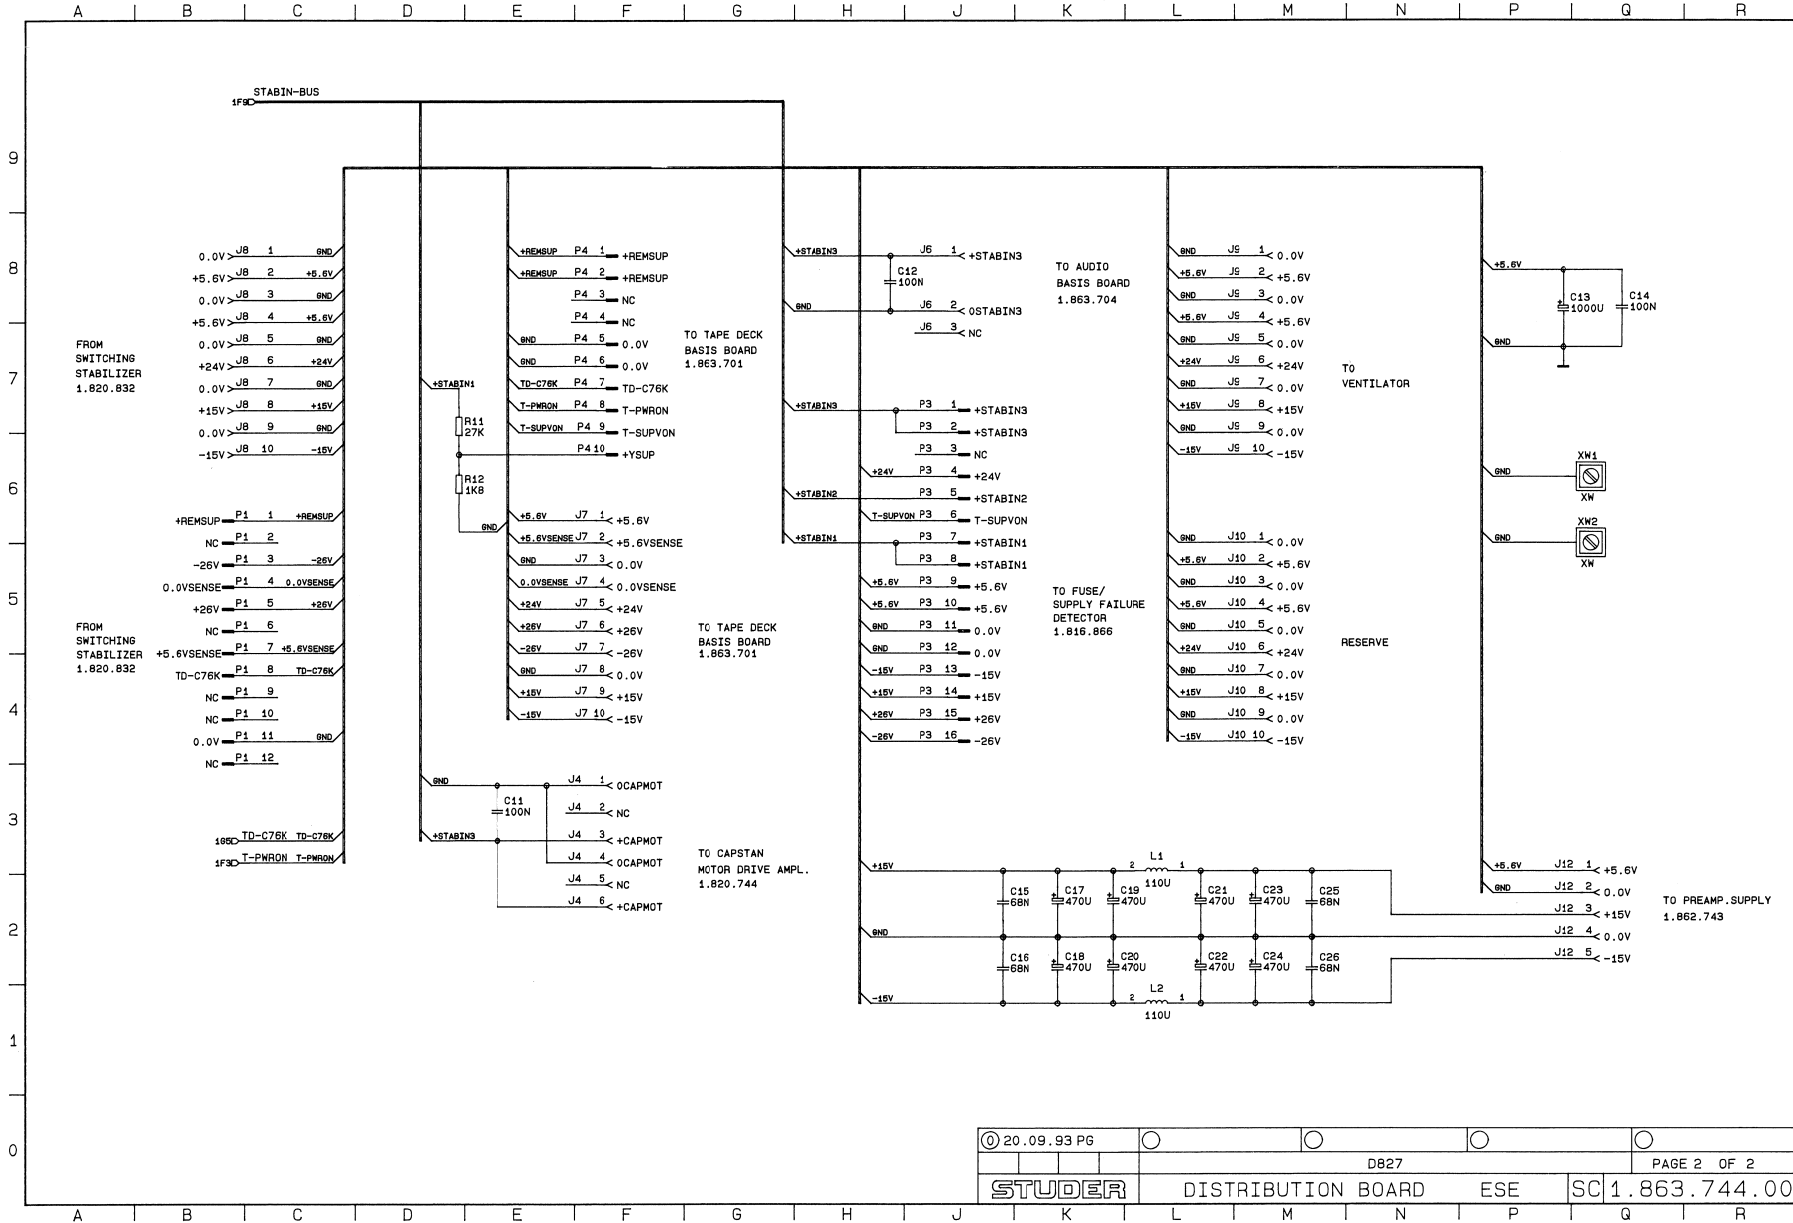 A B C D E F G H J K L M N P Q R
STABIN-BUS
1F9
9
8
7
6
5
4
3
2
1
0
FROM
SWITCHING
STABILIZER
1.820.832
0.0V J8 1 GND
+5.6V J8 2 +5.6V
0.0V J8 3 GND
+5.6V J8 4 +5.6V
0.0V J8 5 GND
+24V J8 6 +24V
0.0V J8 7 GND
+15V J8 8 +15V
0.0V J8 9 GND
-15V J8 10 -15V
FROM
SWITCHING
STABILIZER
1.820.832
+REMSUP P1 1 +REMSUP
NC P1 2
-26V P1 3 -26V
0.0VSENSE P1 4 0.0VSENSE
+26V P1 5 +26V
NC P1 6
+5.6VSENSE P1 7 +5.6VSENSE
TD-C76K P1 8 TD-C76K
NC P1 9
NC P1 10
0.0V P1 11 GND
NC P1 12
1G5 TD-C76K TD-C76K
1F3 T-PWRON T-PWRON
+STABIN1
R11
27K
R12
1K8
GND
+REMSUP P4 1 +REMSUP
+REMSUP P4 2 +REMSUP
P4 3 NC
P4 4 NC
GND P4 5 0.0V
GND P4 6 0.0V
TD-C76K P4 7 TD-C76K
T-PWRON P4 8 T-PWRON
T-SUPVON P4 9 T-SUPVON
P4 10 +YSUP
TO TAPE DECK
BASIS BOARD
1.863.701
+5.6V J7 1 +5.6V
+5.6VSENSE J7 2 +5.6VSENSE
GND J7 3 0.0V
0.0VSENSE J7 4 0.0VSENSE
+24V J7 5 +24V
+26V J7 6 +26V
-26V J7 7 -26V
GND J7 8 0.0V
+15V J7 9 +15V
-15V J7 10 -15V
TO TAPE DECK
BASIS BOARD
1.863.701
GND J4 1 0CAPMOT
C11
100N
J4 2 NC
+STABIN3 J4 3 +CAPMOT
J4 4 0CAPMOT
J4 5 NC
J4 6 +CAPMOT
TO CAPSTAN
MOTOR DRIVE AMPL.
1.820.744
+STABIN3 J6 1 +STABIN3
C12
100N
GND J6 2 0STABIN3
J6 3 NC
TO AUDIO
BASIS BOARD
1.863.704
+STABIN3 P3 1 +STABIN3
P3 2 +STABIN3
P3 3 NC
+24V P3 4 +24V
+STABIN2 P3 5 +STABIN2
T-SUPVON P3 6 T-SUPVON
+STABIN1 P3 7 +STABIN1
P3 8 +STABIN1
+5.6V P3 9 +5.6V
+5.6V P3 10 +5.6V
GND P3 11 0.0V
GND P3 12 0.0V
-15V P3 13 -15V
+15V P3 14 +15V
+26V P3 15 +26V
-26V P3 16 -26V
TO FUSE/
SUPPLY FAILURE
DETECTOR
1.816.866
GND J9 1 0.0V
+5.6V J9 2 +5.6V
GND J9 3 0.0V
+5.6V J9 4 +5.6V
GND J9 5 0.0V
+24V J9 6 +24V
GND J9 7 0.0V
+15V J9 8 +15V
GND J9 9 0.0V
-15V J9 10 -15V
TO
VENTILATOR
GND J10 1 0.0V
+5.6V J10 2 +5.6V
GND J10 3 0.0V
+5.6V J10 4 +5.6V
GND J10 5 0.0V
+24V J10 6 +24V
GND J10 7 0.0V
+15V J10 8 +15V
GND J10 9 0.0V
-15V J10 10 -15V
RESERVE
+5.6V
C13
1000U
C14
100N
GND
GND
XW1
XW
GND
XW2
XW
+15V
2 L1 1
110U
C15
68N
C17
470U
C19
470U
C21
470U
C23
470U
C25
68N
GND
C16
68N
C18
470U
C20
470U
C22
470U
C24
470U
C26
68N
-15V
2 L2 1
110U
+5.6V J12 1 +5.6V
GND J12 2 0.0V
J12 3 +15V
J12 4 0.0V
J12 5 -15V
TO PREAMP.SUPPLY
1.862.743
0 20.09.93 PG
D827 PAGE 2 OF 2
STUDER DISTRIBUTION BOARD ESE SC 1.863.744.00
A B C D E F G H J K L M N P Q R